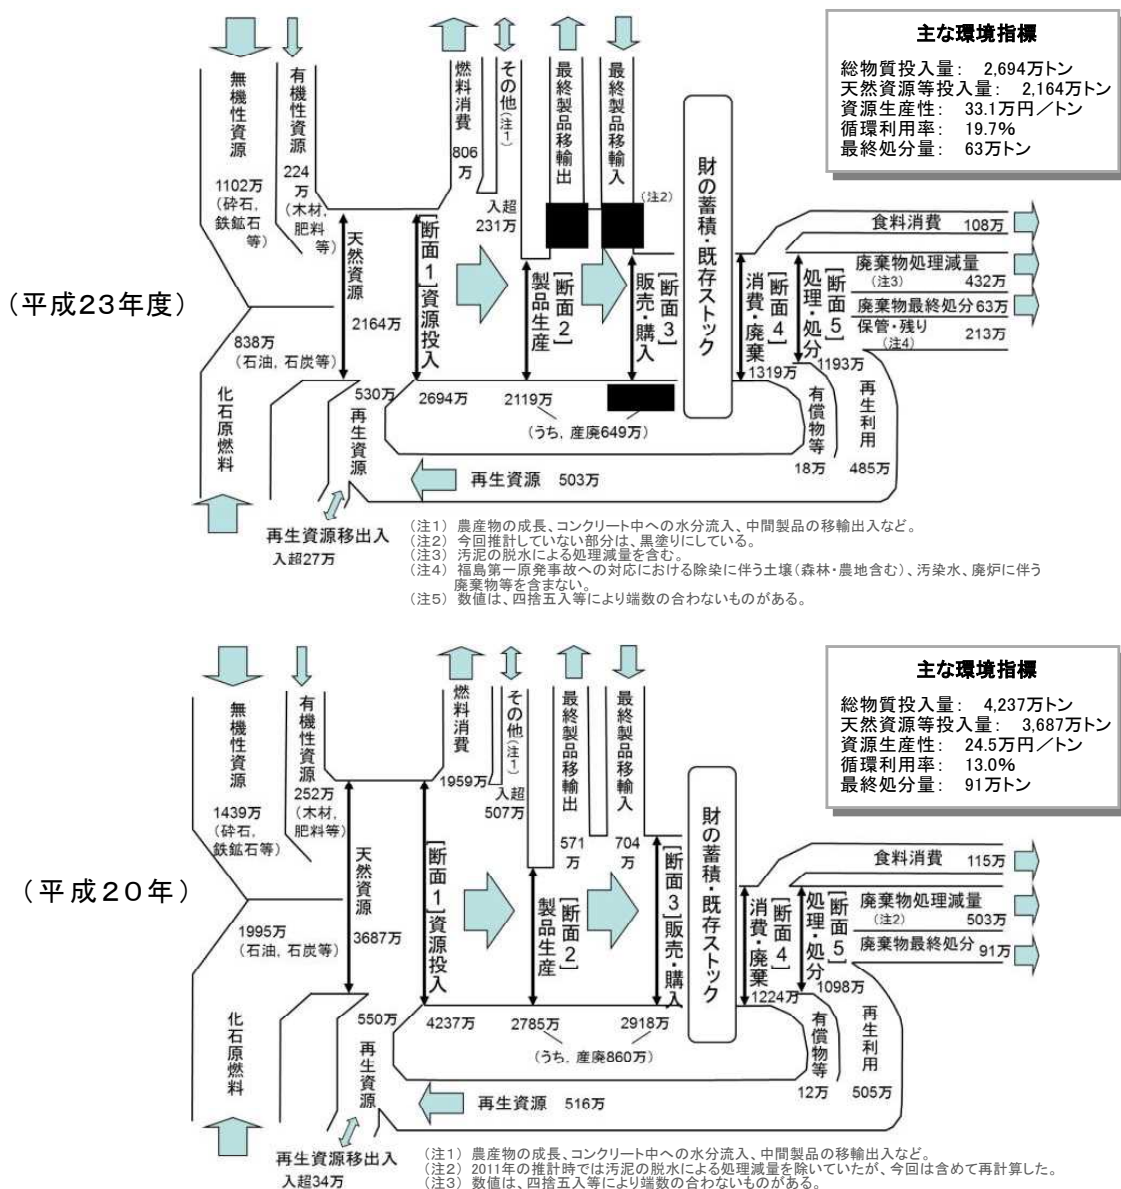 主な環境指標
総物質投入量： 2,694万トン
天然資源等投入量： 2,164万トン
資源生産性： 33.1万円／トン
循環利用率： 19.7%
最終処分量： 63万トン
（平成23年度）
無機性資源
1102万
（砕石，
鉄鉱石
等）
有機性資源
224
万
（木材，
肥料
等）
天然資源
2164万
838万
（石油，石炭等）
化石原燃料
［断面1］資源投入
2694万
燃料消費
806
万
その他（注1）
入超
231万
最終製品移輸出
最終製品移輸入
（注2）
［断面2］
製品生産
2119万
［断面3］
販売・購入
（うち，産廃649万）
財の蓄積・既存ストック
［断面4］
消費・廃棄
1319万
［断面5］
処理・処分
1193万
食料消費 108万
廃棄物処理減量
（注3） 432万
廃棄物最終処分 63万
保管・残り
（注4） 213万
有償物等
18万
再生利用
485万
530万
再生資源
再生資源 503万
再生資源移出入
入超27万
（注1） 農産物の成長、コンクリート中への水分流入、中間製品の移輸出入など。
（注2） 今回推計していない部分は、黒塗りにしている。
（注3） 汚泥の脱水による処理減量を含む。
（注4） 福島第一原発事故への対応における除染に伴う土壌（森林・農地含む）、汚染水、廃炉に伴う
廃棄物等を含まない。
（注5） 数値は、四捨五入等により端数の合わないものがある。
主な環境指標
総物質投入量： 4,237万トン
天然資源等投入量： 3,687万トン
資源生産性： 24.5万円／トン
循環利用率： 13.0%
最終処分量： 91万トン
（平成20年）
無機性資源
1439万
（砕石，
鉄鉱石等）
有機性資源
252万
（木材，
肥料等）
天然資源
3687万
1995万
（石油，石炭等）
化石原燃料
［断面1］資源投入
4237万
燃料消費
1959万
その他（注1）
入超
507万
最終製品移輸出
571
万
最終製品移輸入
704
万
［断面2］
製品生産
2785万
［断面3］販売・購入
2918万
（うち，産廃860万）
財の蓄積・既存ストック
［断面4］
消費・廃棄
1224万
［断面5］
処理・処分
1098万
食料消費 115万
廃棄物処理減量
（注2） 503万
廃棄物最終処分 91万
有償物等
12万
再生利用
505万
550万
再生資源
再生資源 516万
再生資源移出入
入超34万
（注1） 農産物の成長、コンクリート中への水分流入、中間製品の移輸出入など。
（注2） 2011年の推計時では汚泥の脱水による処理減量を除いていたが、今回は含めて再計算した。
（注3） 数値は、四捨五入等により端数の合わないものがある。